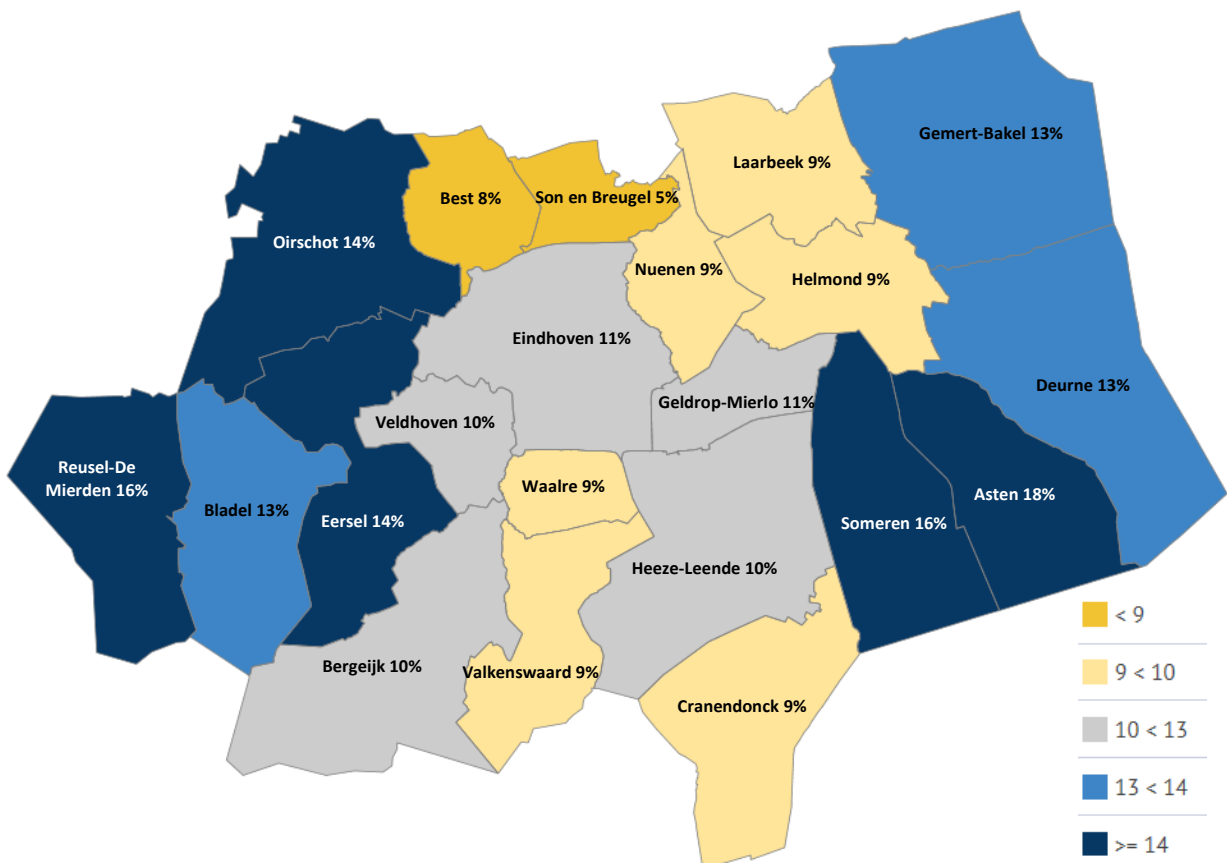 Gemert-Bakel 13%
Laarbeek 9%
Best 8%
Son en Breugel 5%
Oirschot 14%
Nuenen 9%
Helmond 9%
Eindhoven 11%
Deurne 13%
Geldrop-Mierlo 11%
Veldhoven 10%
Reusel-De
Mierden 16%
Waalre 9%
Asten 18%
Bladel 13%
Eersel 14%
Someren 16%
Heeze-Leende 10%
Bergeijk 10%
Valkenswaard 9%
Cranendonck 9%
< 9
9 < 10
10 < 13
13 < 14
>= 14